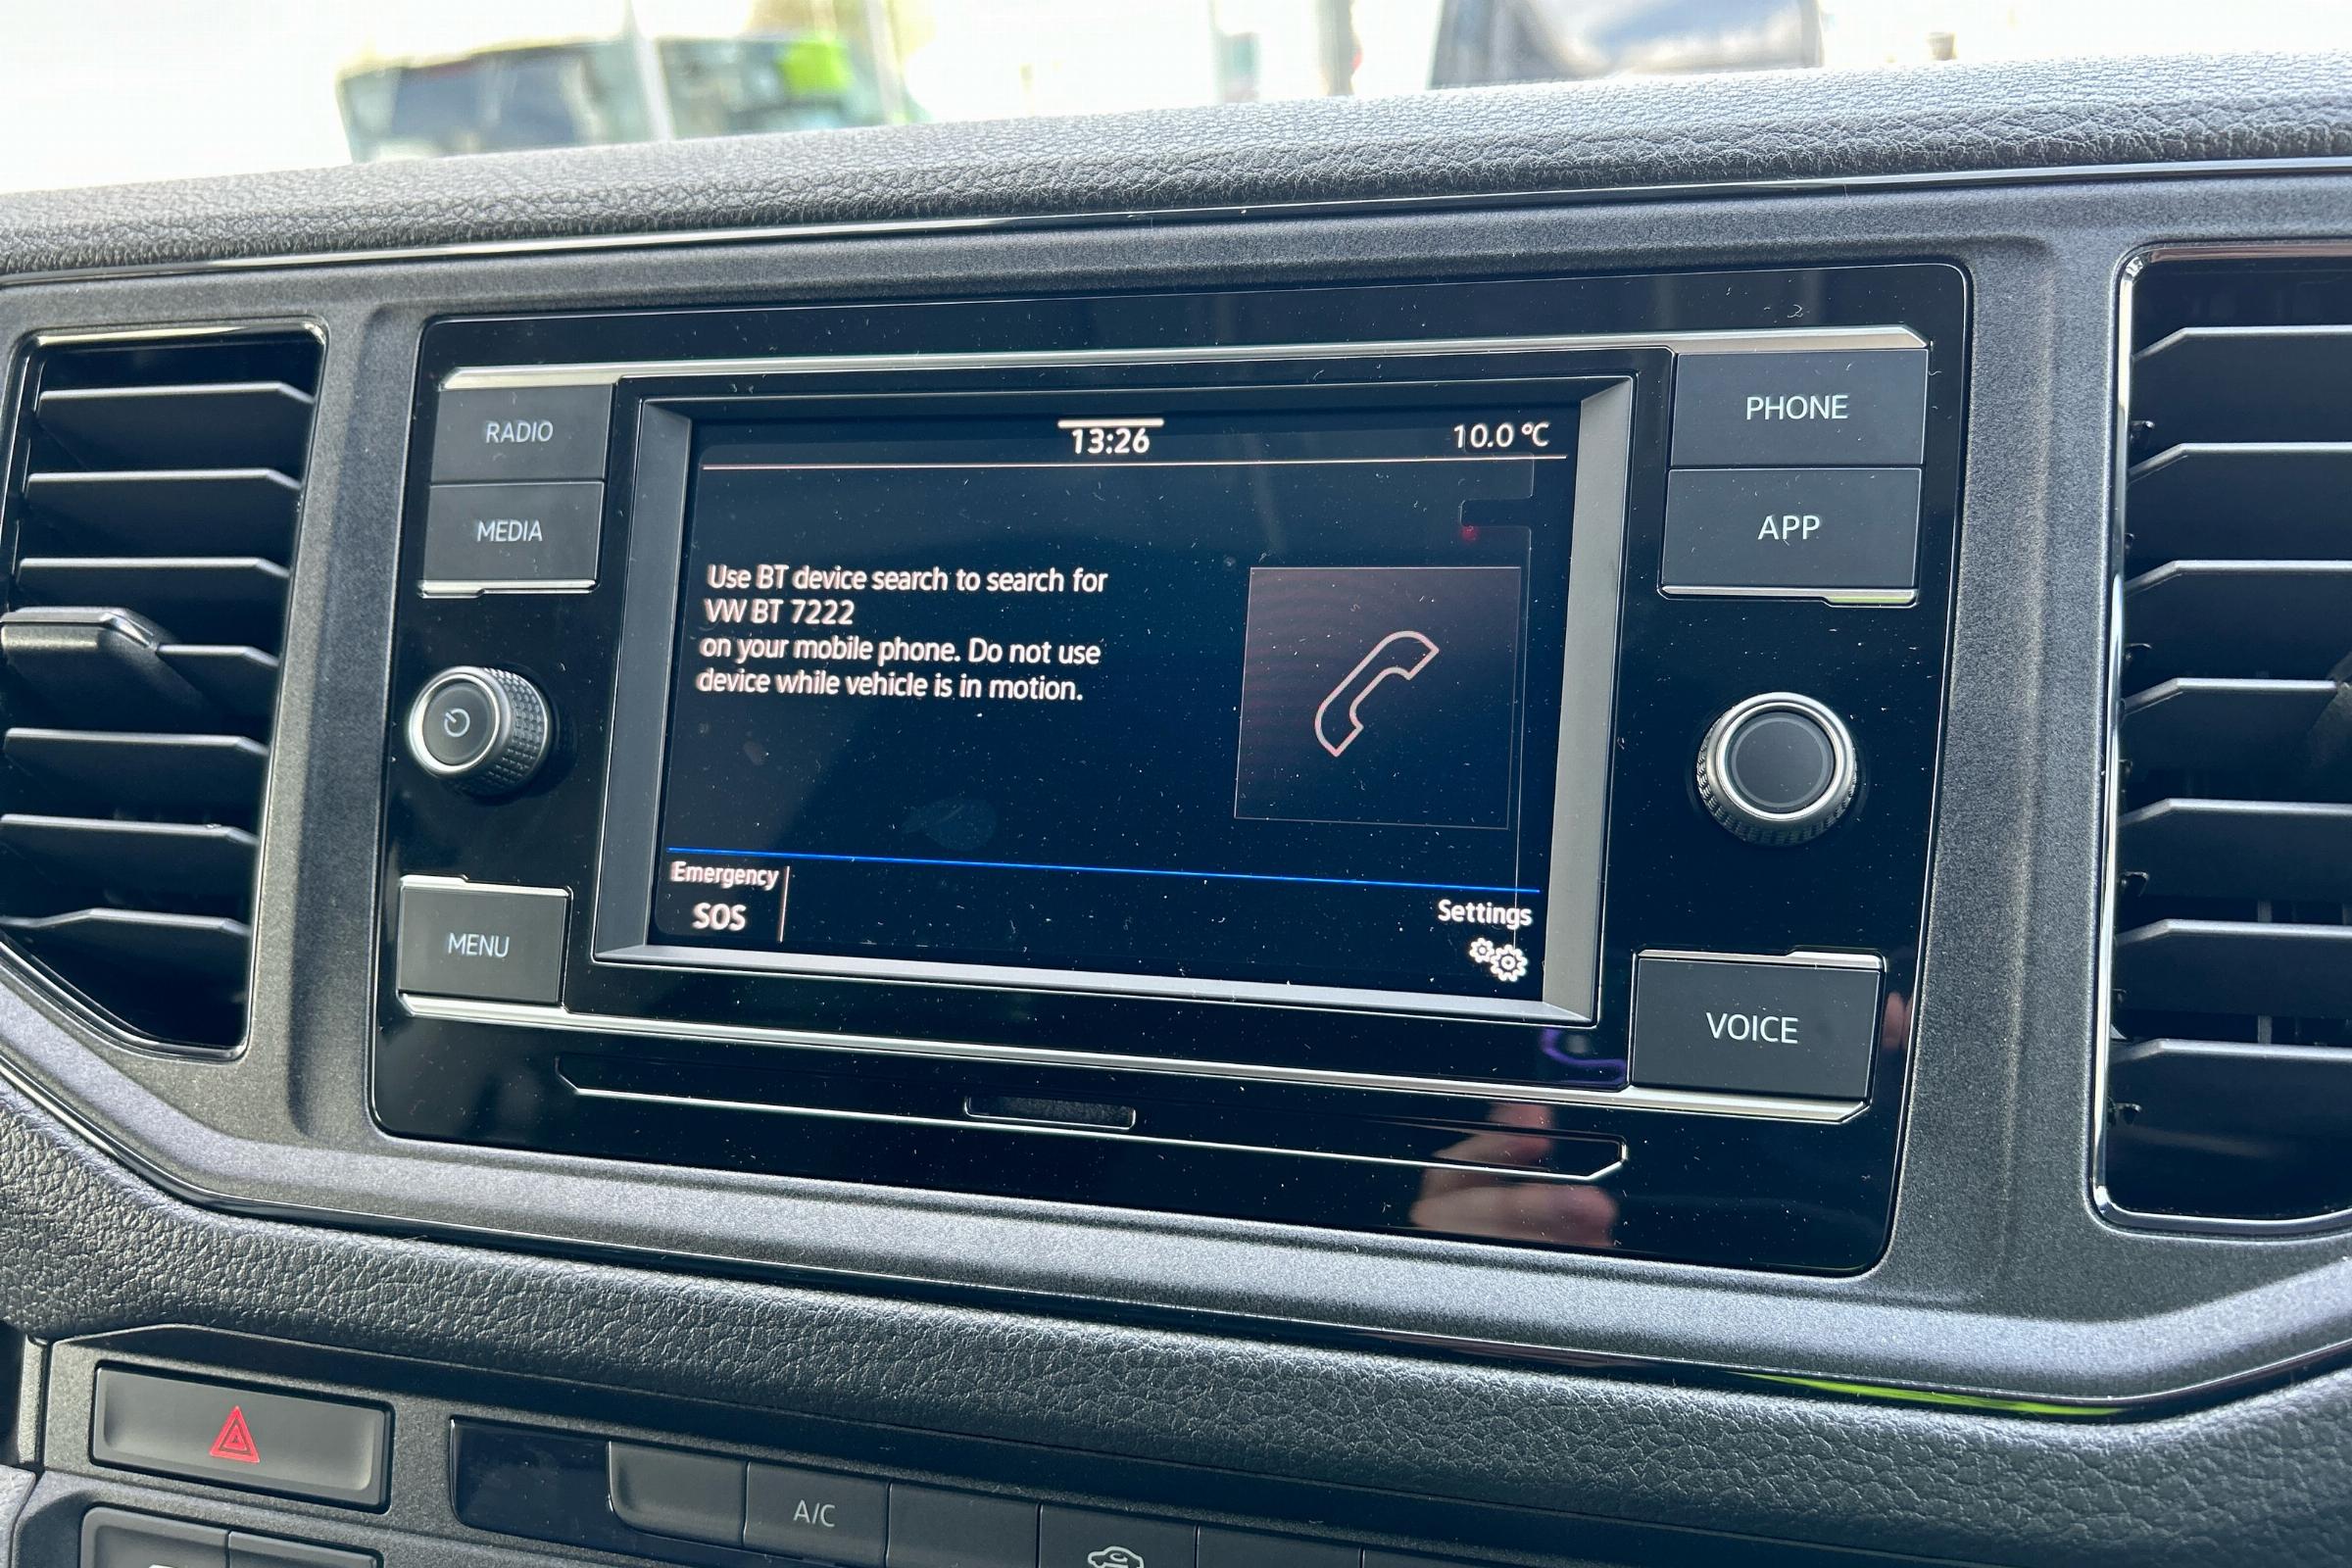 RADIO
MEDIA
MENU
13:26
10.0 °C
Use BT device search to search for
VW BT 7222
on your mobile phone. Do not use
device while vehicle is in motion.
Emergency
SOS
Settings
PHONE
APP
VOICE
A/C